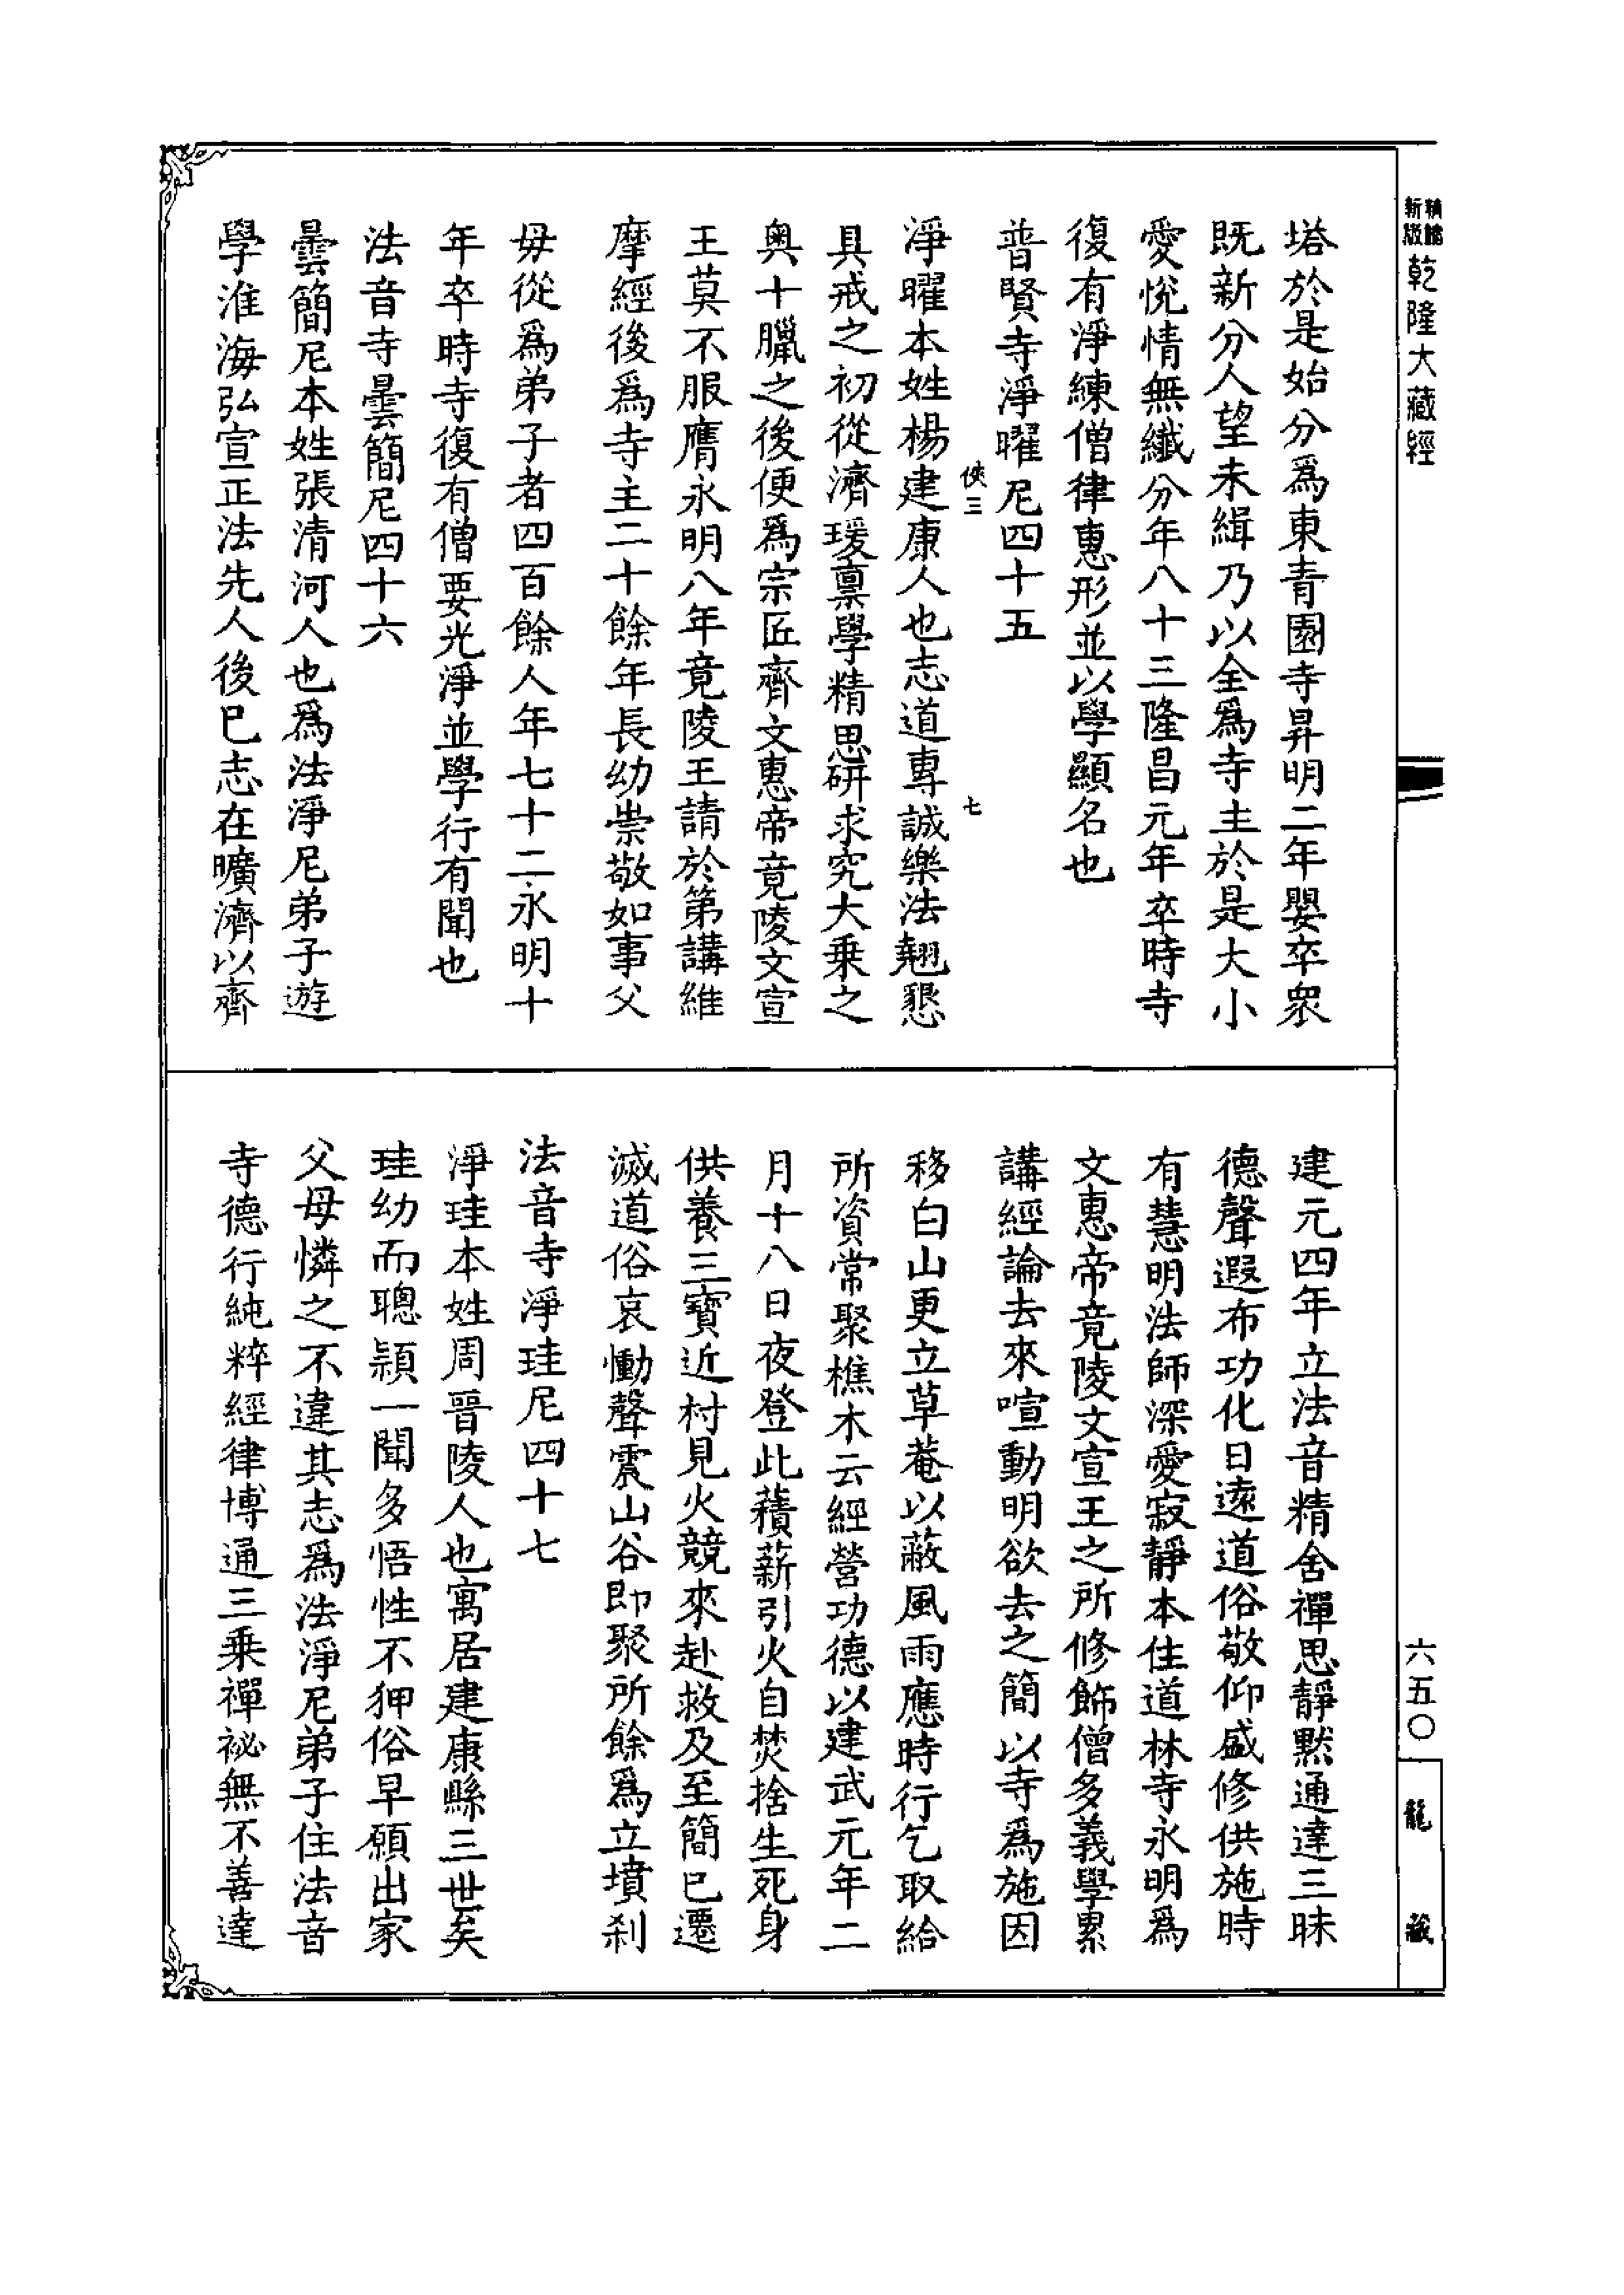 新𥿄精縮
乾隆大藏經
六五〇
龍藏
塔於是始分爲東青園寺昇明二年嬰卒衆
既新分人望未緝乃以全爲寺主於是大小
愛悅情無纖分年八十三隆昌元年卒時寺
復有淨練僧律惠形並以學顯名也
普賢寺淨曜尼四十五
俠三
七
淨曜本姓楊建康人也志道專誠樂法翹懇
具戒之初從濟瑗稟學精思研求究大乗之
奥十臘之後便爲宗匠齊文惠帝竟陵文宣
王莫不服膺永明八年竟陵王請於第講維
摩經後爲寺主二十餘年長幼崇敬如事父
毋從爲弟子者四百餘人年七十二永明十
年卒時寺復有僧要光淨並學行有聞也
法音寺曇簡尼四十六
曇簡尼本姓張清河人也爲法淨尼弟子遊
學淮海弘宣正法先人後已志在曠濟以齊
建元四年立法音精舍禪思靜默通達三昧
德聲遐布功化日遠道俗敬仰盛修供施時
有慧明法師深愛寂靜本住道林寺永明爲
文惠帝竟陵文宣王之所修飾僧多義學累
講經論去來喧動明欲去之簡以寺爲施因
移白山更立草菴以蔽風雨應時行乞取給
所資常聚樵木云經營功德以建武元年二
月十八日夜登此䕆薪引火自焚捨生死身
供養三寳近村見火競來赴救及至簡已遷
滅道俗哀慟聲震山谷即聚所餘爲立墳刹
法音寺淨珪尼四十七
淨珪本姓周晉陵人也寓居建康縣三世矣
珪幼而聰頴一聞多悟性不狎俗早願出家
父母憐之不違其志爲法淨尼弟子住法音
寺德行純粹經律博通三乗禪祕無不善達